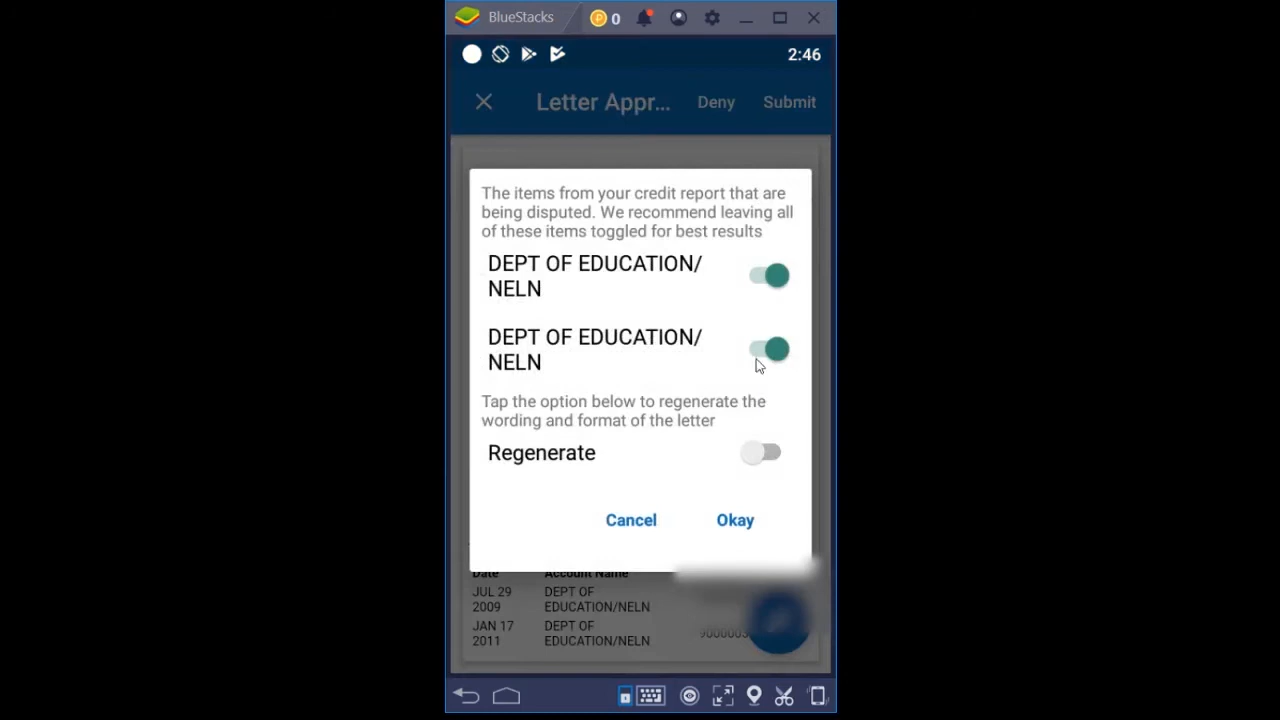 BlueStacks 0
2:46
Letter Appr... Deny Submit
The items from your credit report that are
being disputed. We recommend leaving all
of these items toggled for best results
DEPT OF EDUCATION/
NELN
DEPT OF EDUCATION/
NELN
Tap the option below to regenerate the
wording and format of the letter
Regenerate
Cancel Okay
Date Account Name
JUL 29 DEPT OF
2009 EDUCATION/NELN
JAN 17 DEPT OF
2011 EDUCATION/NELN